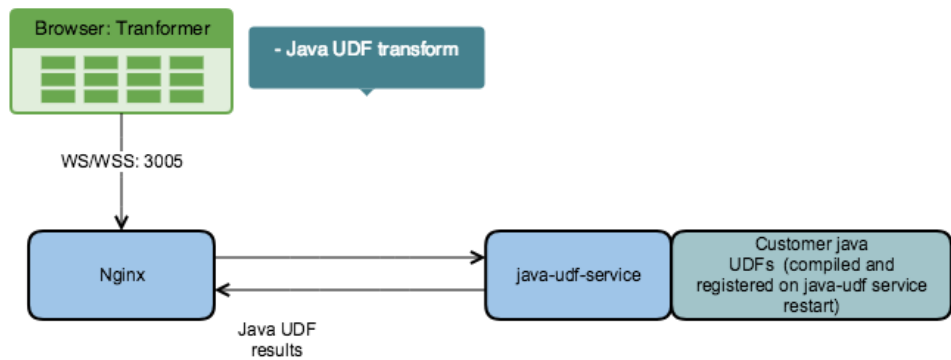 Browser: Tranformer
- Java UDF transform
WS/WSS: 3005
Nginx
java-udf-service
Customer java
UDFs (compiled and
registered on java-udf service
restart)
Java UDF
results